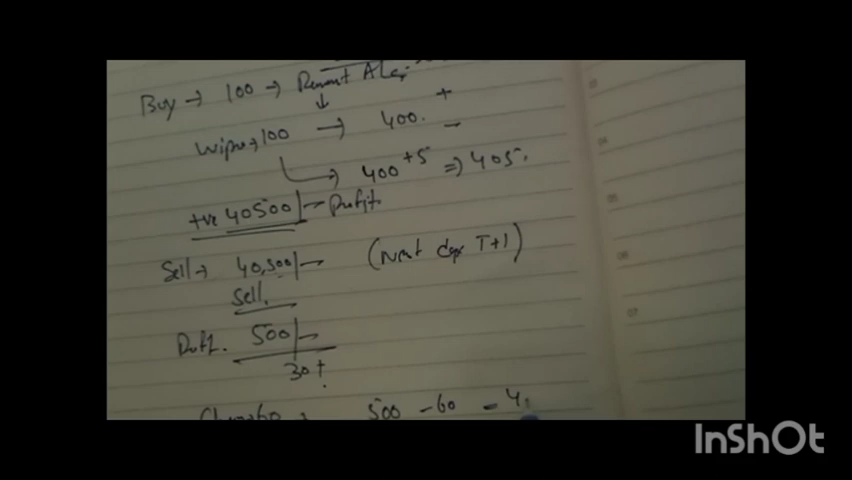 Buy → 100 →
Wipro → 100 → 400. +
–
400 +5 ⇒ 405.
+ve 40500/- Profit
Sell → 40,500/- (Next day T+1)
Sell.
Profit. 500/-
30+
500 - 60 = 4
InShOt